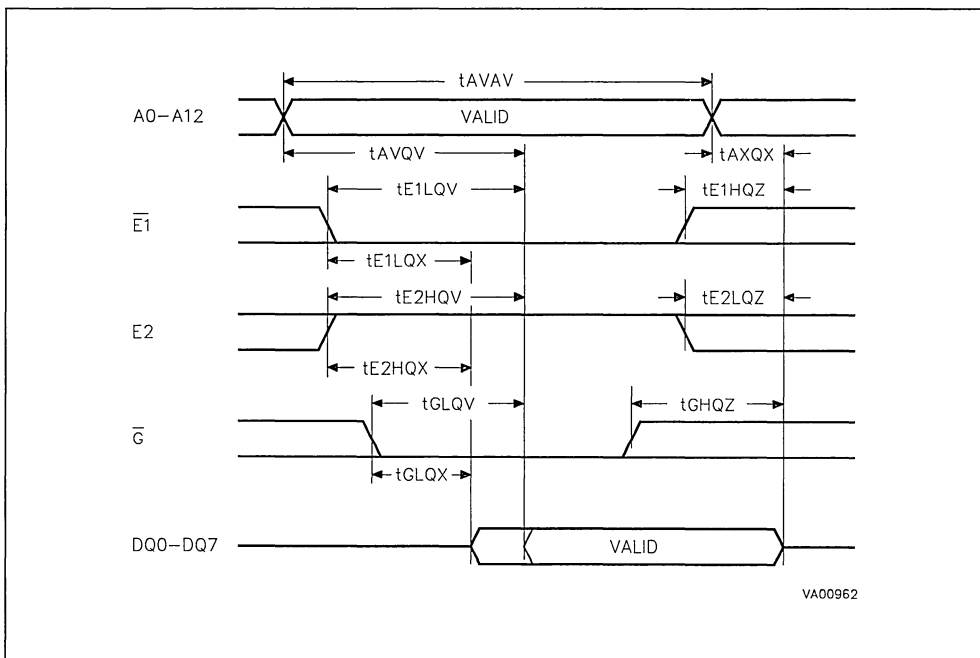 tAVAV
A0-A12 VALID
tAVQV tAXQX
tE1LQV tE1HQZ
E̅1̅
tE1LQX
tE2HQV tE2LQZ
E2
tE2HQX
tGLQV tGHQZ
G̅
tGLQX
DQ0-DQ7 VALID
VA00962